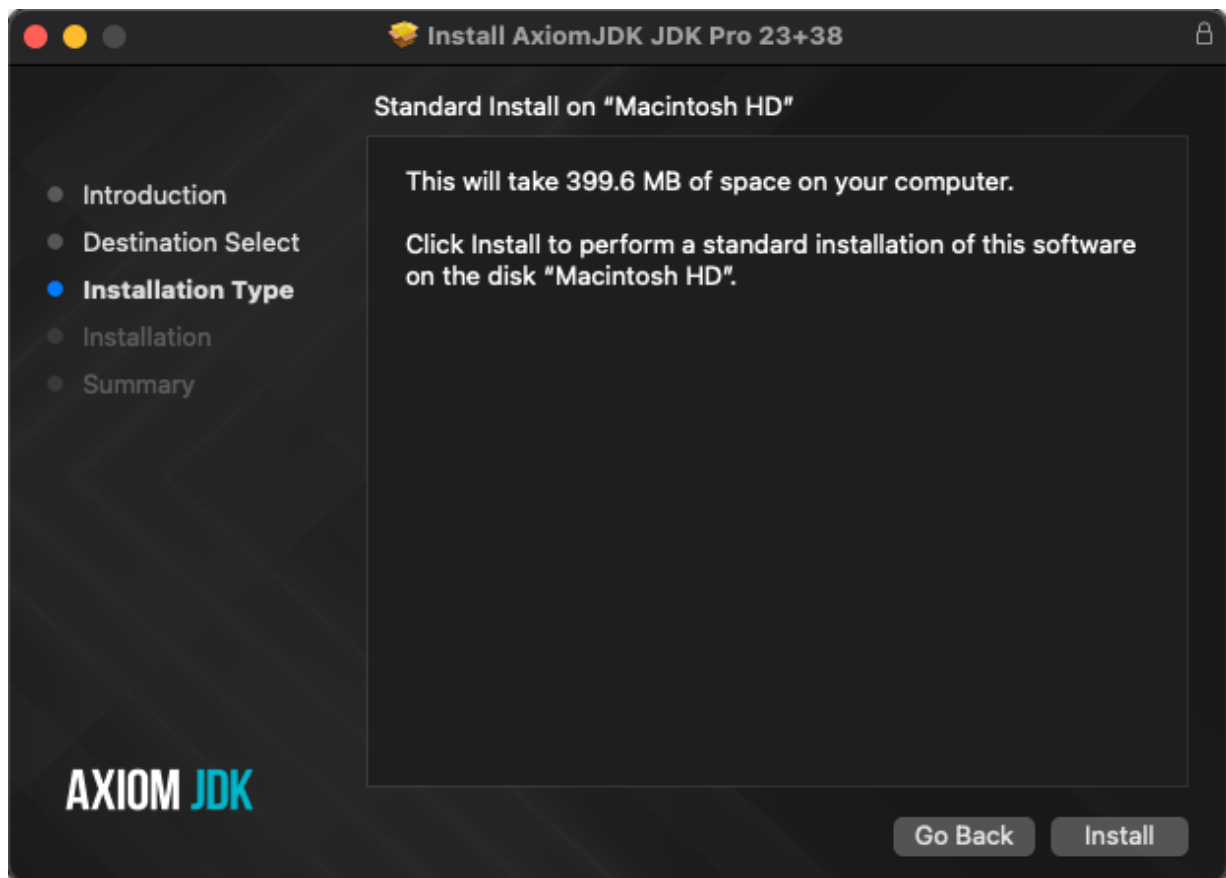 Install AxiomJDK JDK Pro 23+38
Standard Install on “Macintosh HD”
Introduction
Destination Select
Installation Type
Installation
Summary
This will take 399.6 MB of space on your computer.
Click Install to perform a standard installation of this software
on the disk “Macintosh HD”.
AXIOM JDK
Go Back
Install